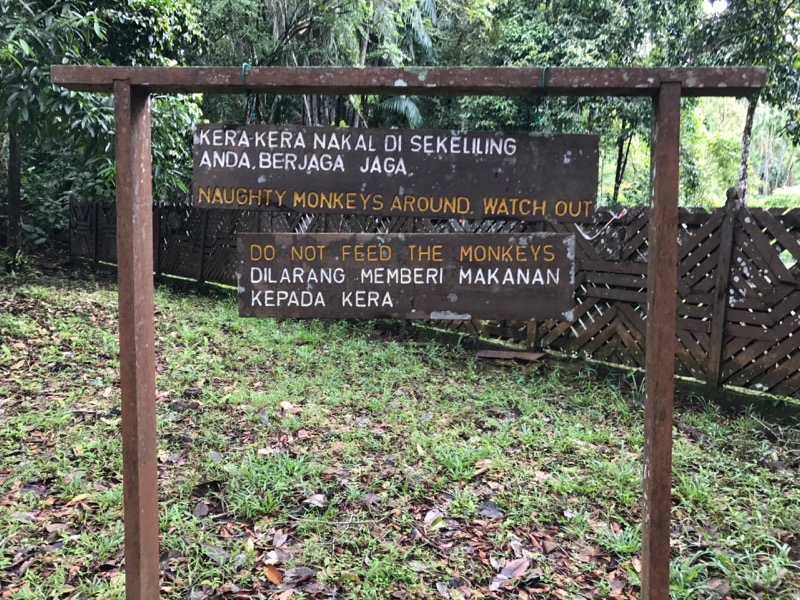 KERA-KERA NAKAL DI SEKELILING
ANDA, BERJAGA JAGA
NAUGHTY MONKEYS AROUND. WATCH OUT.
DO NOT FEED THE MONKEYS
DILARANG MEMBERI MAKANAN
KEPADA KERA